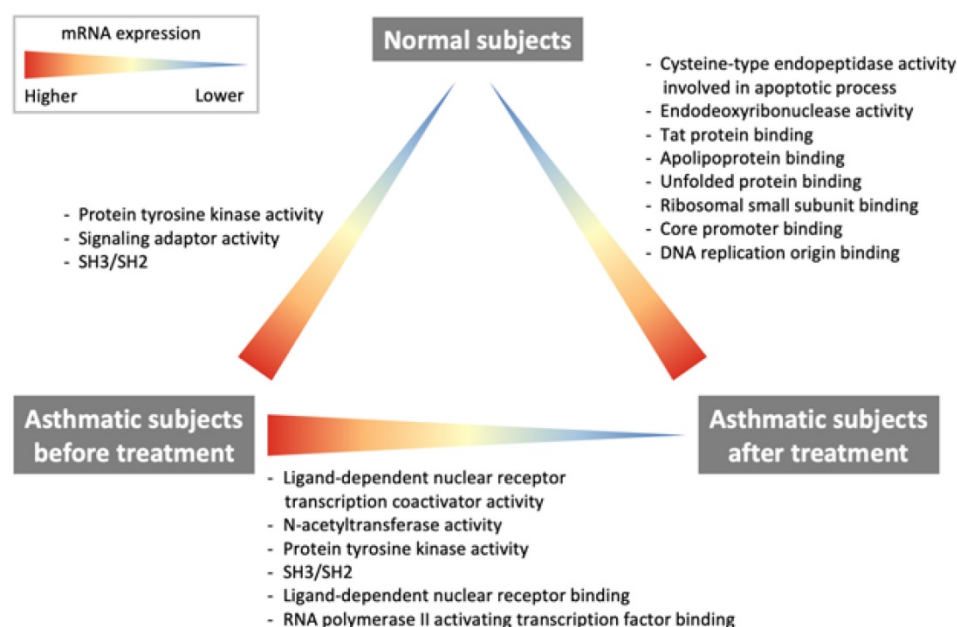 mRNA expression
Higher Lower
Normal subjects
- Cysteine-type endopeptidase activity
involved in apoptotic process
- Endodeoxyribonuclease activity
- Tat protein binding
- Apolipoprotein binding
- Unfolded protein binding
- Ribosomal small subunit binding
- Core promoter binding
- DNA replication origin binding
- Protein tyrosine kinase activity
- Signaling adaptor activity
- SH3/SH2
Asthmatic subjects
before treatment
Asthmatic subjects
after treatment
- Ligand-dependent nuclear receptor
transcription coactivator activity
- N-acetyltransferase activity
- Protein tyrosine kinase activity
- SH3/SH2
- Ligand-dependent nuclear receptor binding
- RNA polymerase II activating transcription factor binding